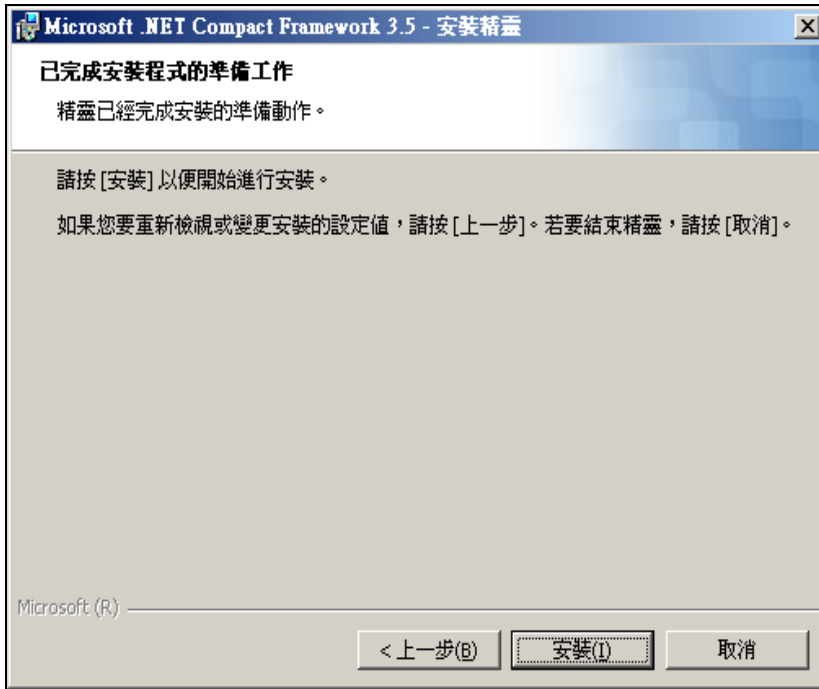 Microsoft .NET Compact Framework 3.5 - 安裝精靈
已完成安裝程式的準備工作
精靈已經完成安裝的準備動作。
請按 [安裝] 以便開始進行安裝。
如果您要重新檢視或變更安裝的設定值，請按 [上一步]。若要結束精靈，請按 [取消]。
Microsoft (R)
< 上一步(B) 安裝(I) 取消